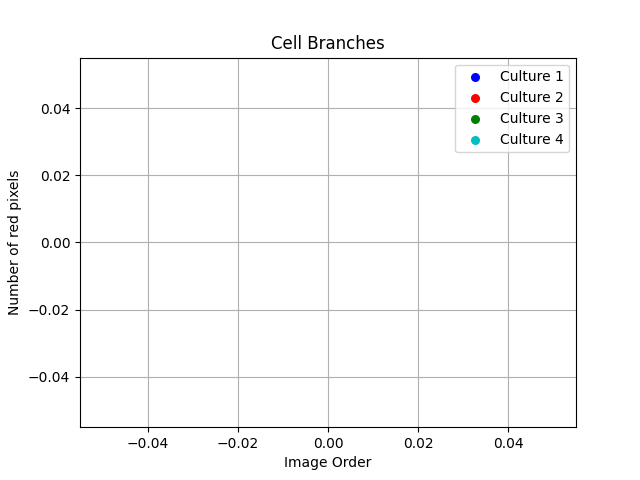 Cell Branches
Culture 1
Culture 2
Culture 3
Culture 4
0.04
0.02
0.00
−0.02
−0.04
Number of red pixels
−0.04
−0.02
0.00
0.02
0.04
Image Order